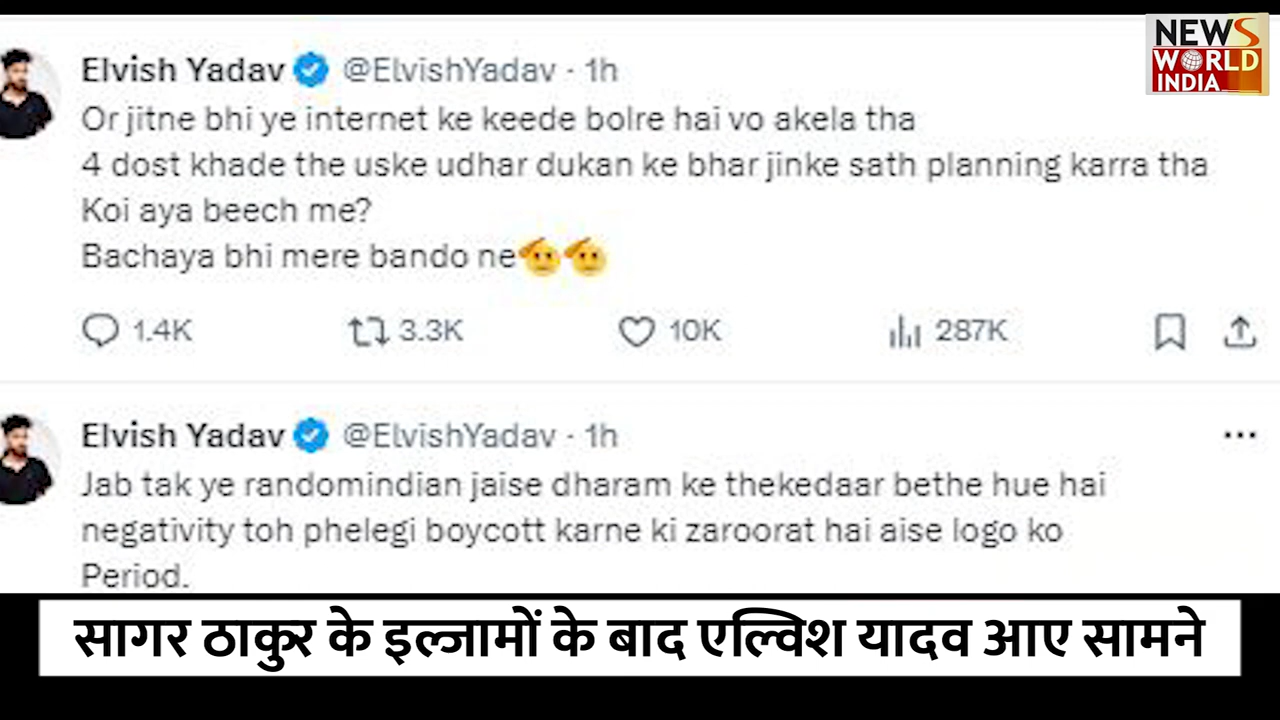 NEWS
WORLD
INDIA
Elvish Yadav @ElvishYadav · 1h
Or jitne bhi ye internet ke keede bolre hai vo akela tha
4 dost khade the uske udhar dukan ke bhar jinke sath planning karra tha
Koi aya beech me?
Bachaya bhi mere bando ne🫡🫡
1.4K 3.3K 10K 287K
Elvish Yadav @ElvishYadav · 1h
Jab tak ye randomindian jaise dharam ke thekedaar bethe hue hai
negativity toh phelegi boycott karne ki zaroorat hai aise logo ko
Period.
सागर ठाकुर के इल्जामों के बाद एल्विश यादव आए सामने